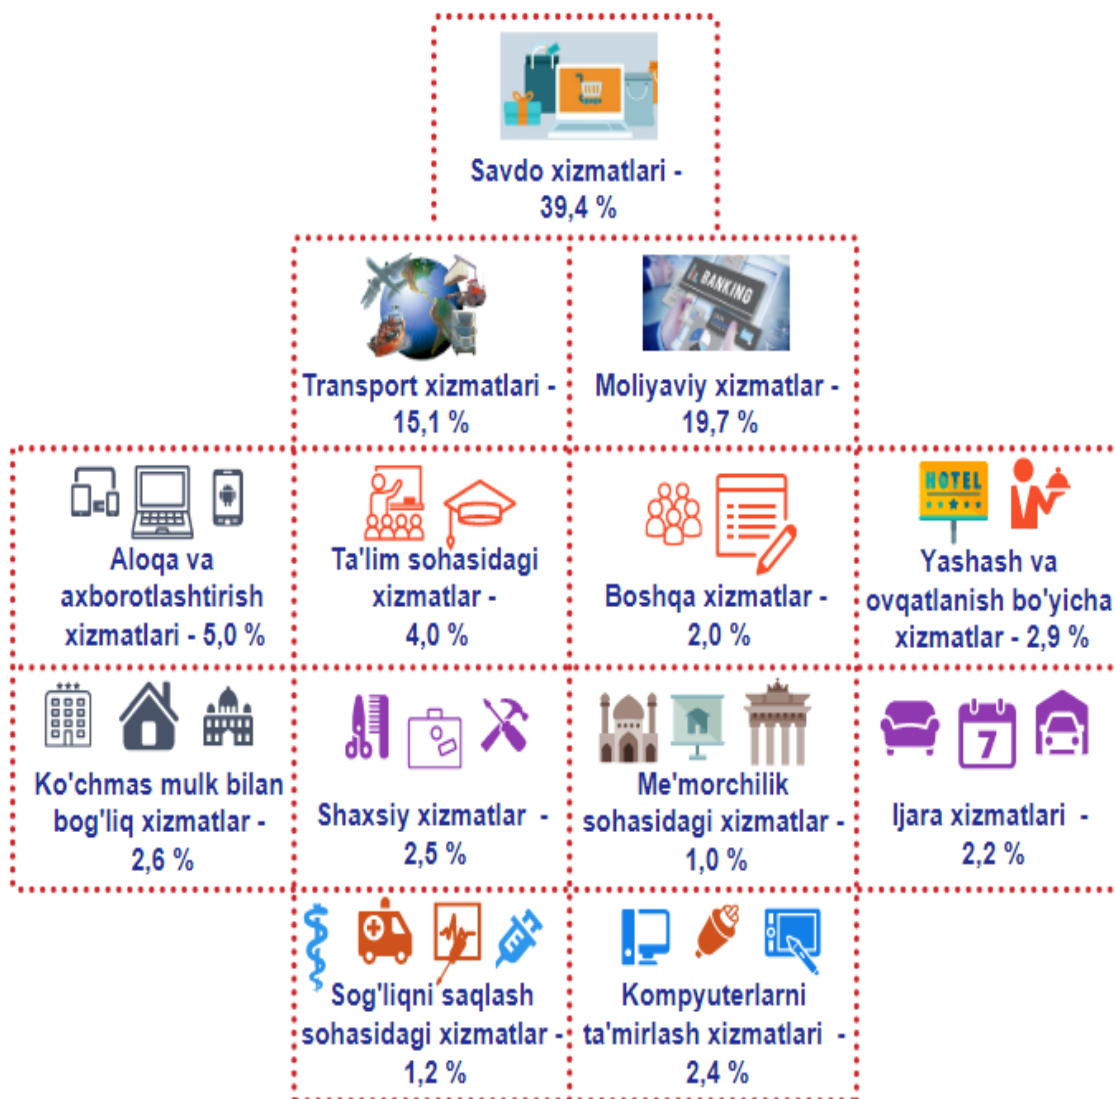 Savdo xizmatlari -
39,4 %
BANKING
Transport xizmatlari -
15,1 %
Moliyaviy xizmatlar -
19,7 %
Aloqa va
axborotlashtirish
xizmatlari - 5,0 %
Ta'lim sohasidagi
xizmatlar -
4,0 %
Boshqa xizmatlar -
2,0 %
HOTEL
Yashash va
ovqatlanish bo'yicha
xizmatlar - 2,9 %
Ko'chmas mulk bilan
bog'liq xizmatlar -
2,6 %
Shaxsiy xizmatlar -
2,5 %
Me'morchilik
sohasidagi xizmatlar -
1,0 %
7
Ijara xizmatlari -
2,2 %
Sog'liqni saqlash
sohasidagi xizmatlar -
1,2 %
Kompyuterlarni
ta'mirlash xizmatlari -
2,4 %